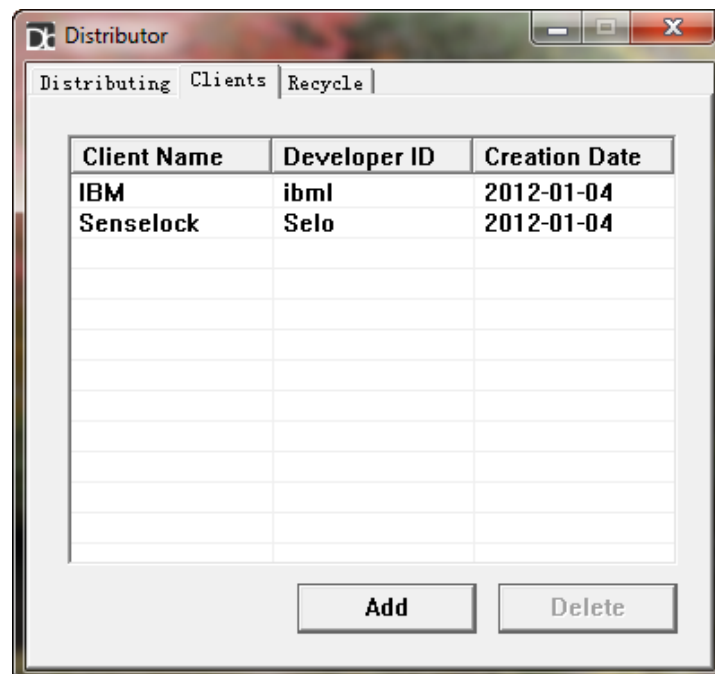 Distributor
Distributing Clients Recycle
Client Name Developer ID Creation Date
IBM ibml 2012-01-04
Senselock Selo 2012-01-04
Add Delete